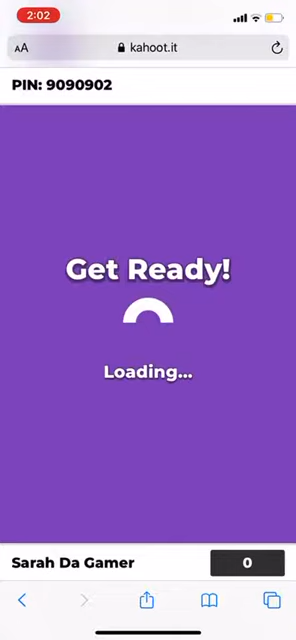 2:02
AA
kahoot.it
PIN: 9090902
Get Ready!
Loading...
Sarah Da Gamer
0